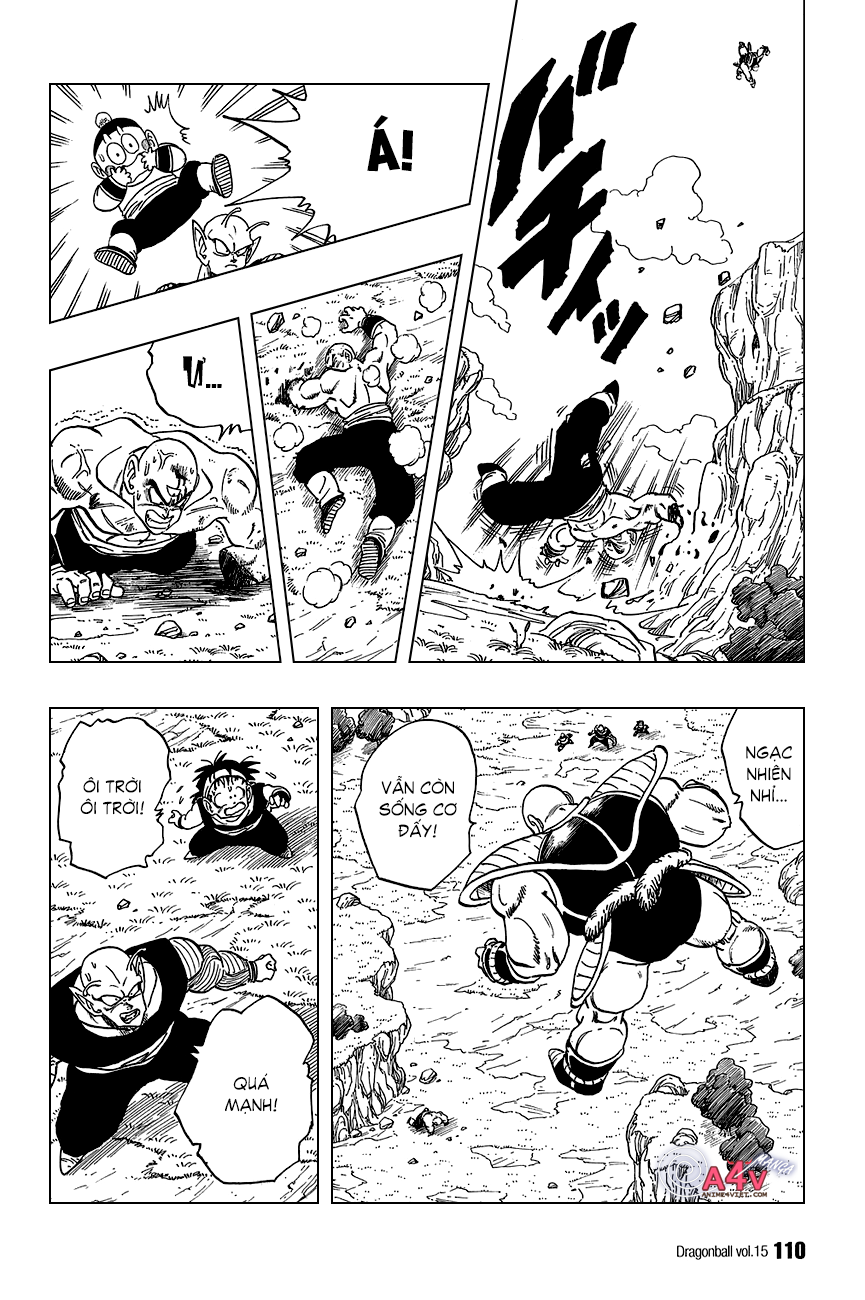 バギィッ
Á!
Ư...
NGẠC
NHIÊN
NHỈ...
VẪN CÒN
SỐNG CƠ
ĐẤY!
ÔI TRỜI
ÔI TRỜI!
QUÁ
MẠNH!
A4V
ANIME4VIET.COM
Dragonball vol.15 110